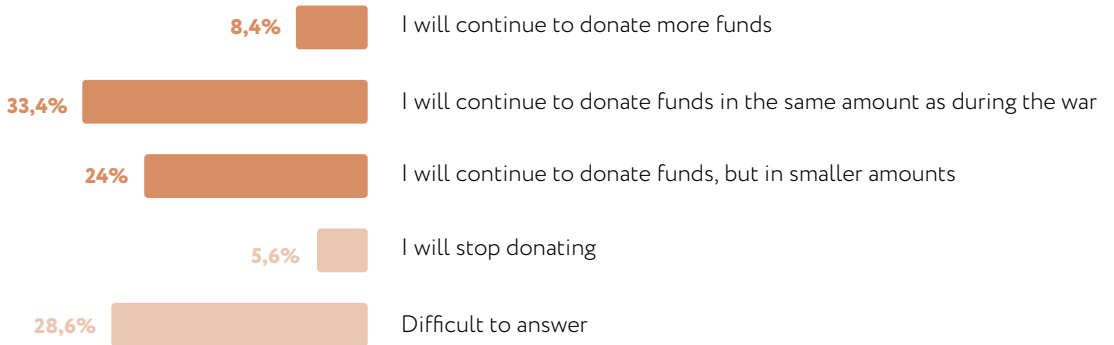 8,4% I will continue to donate more funds
33,4% I will continue to donate funds in the same amount as during the war
24% I will continue to donate funds, but in smaller amounts
5,6% I will stop donating
28,6% Difficult to answer